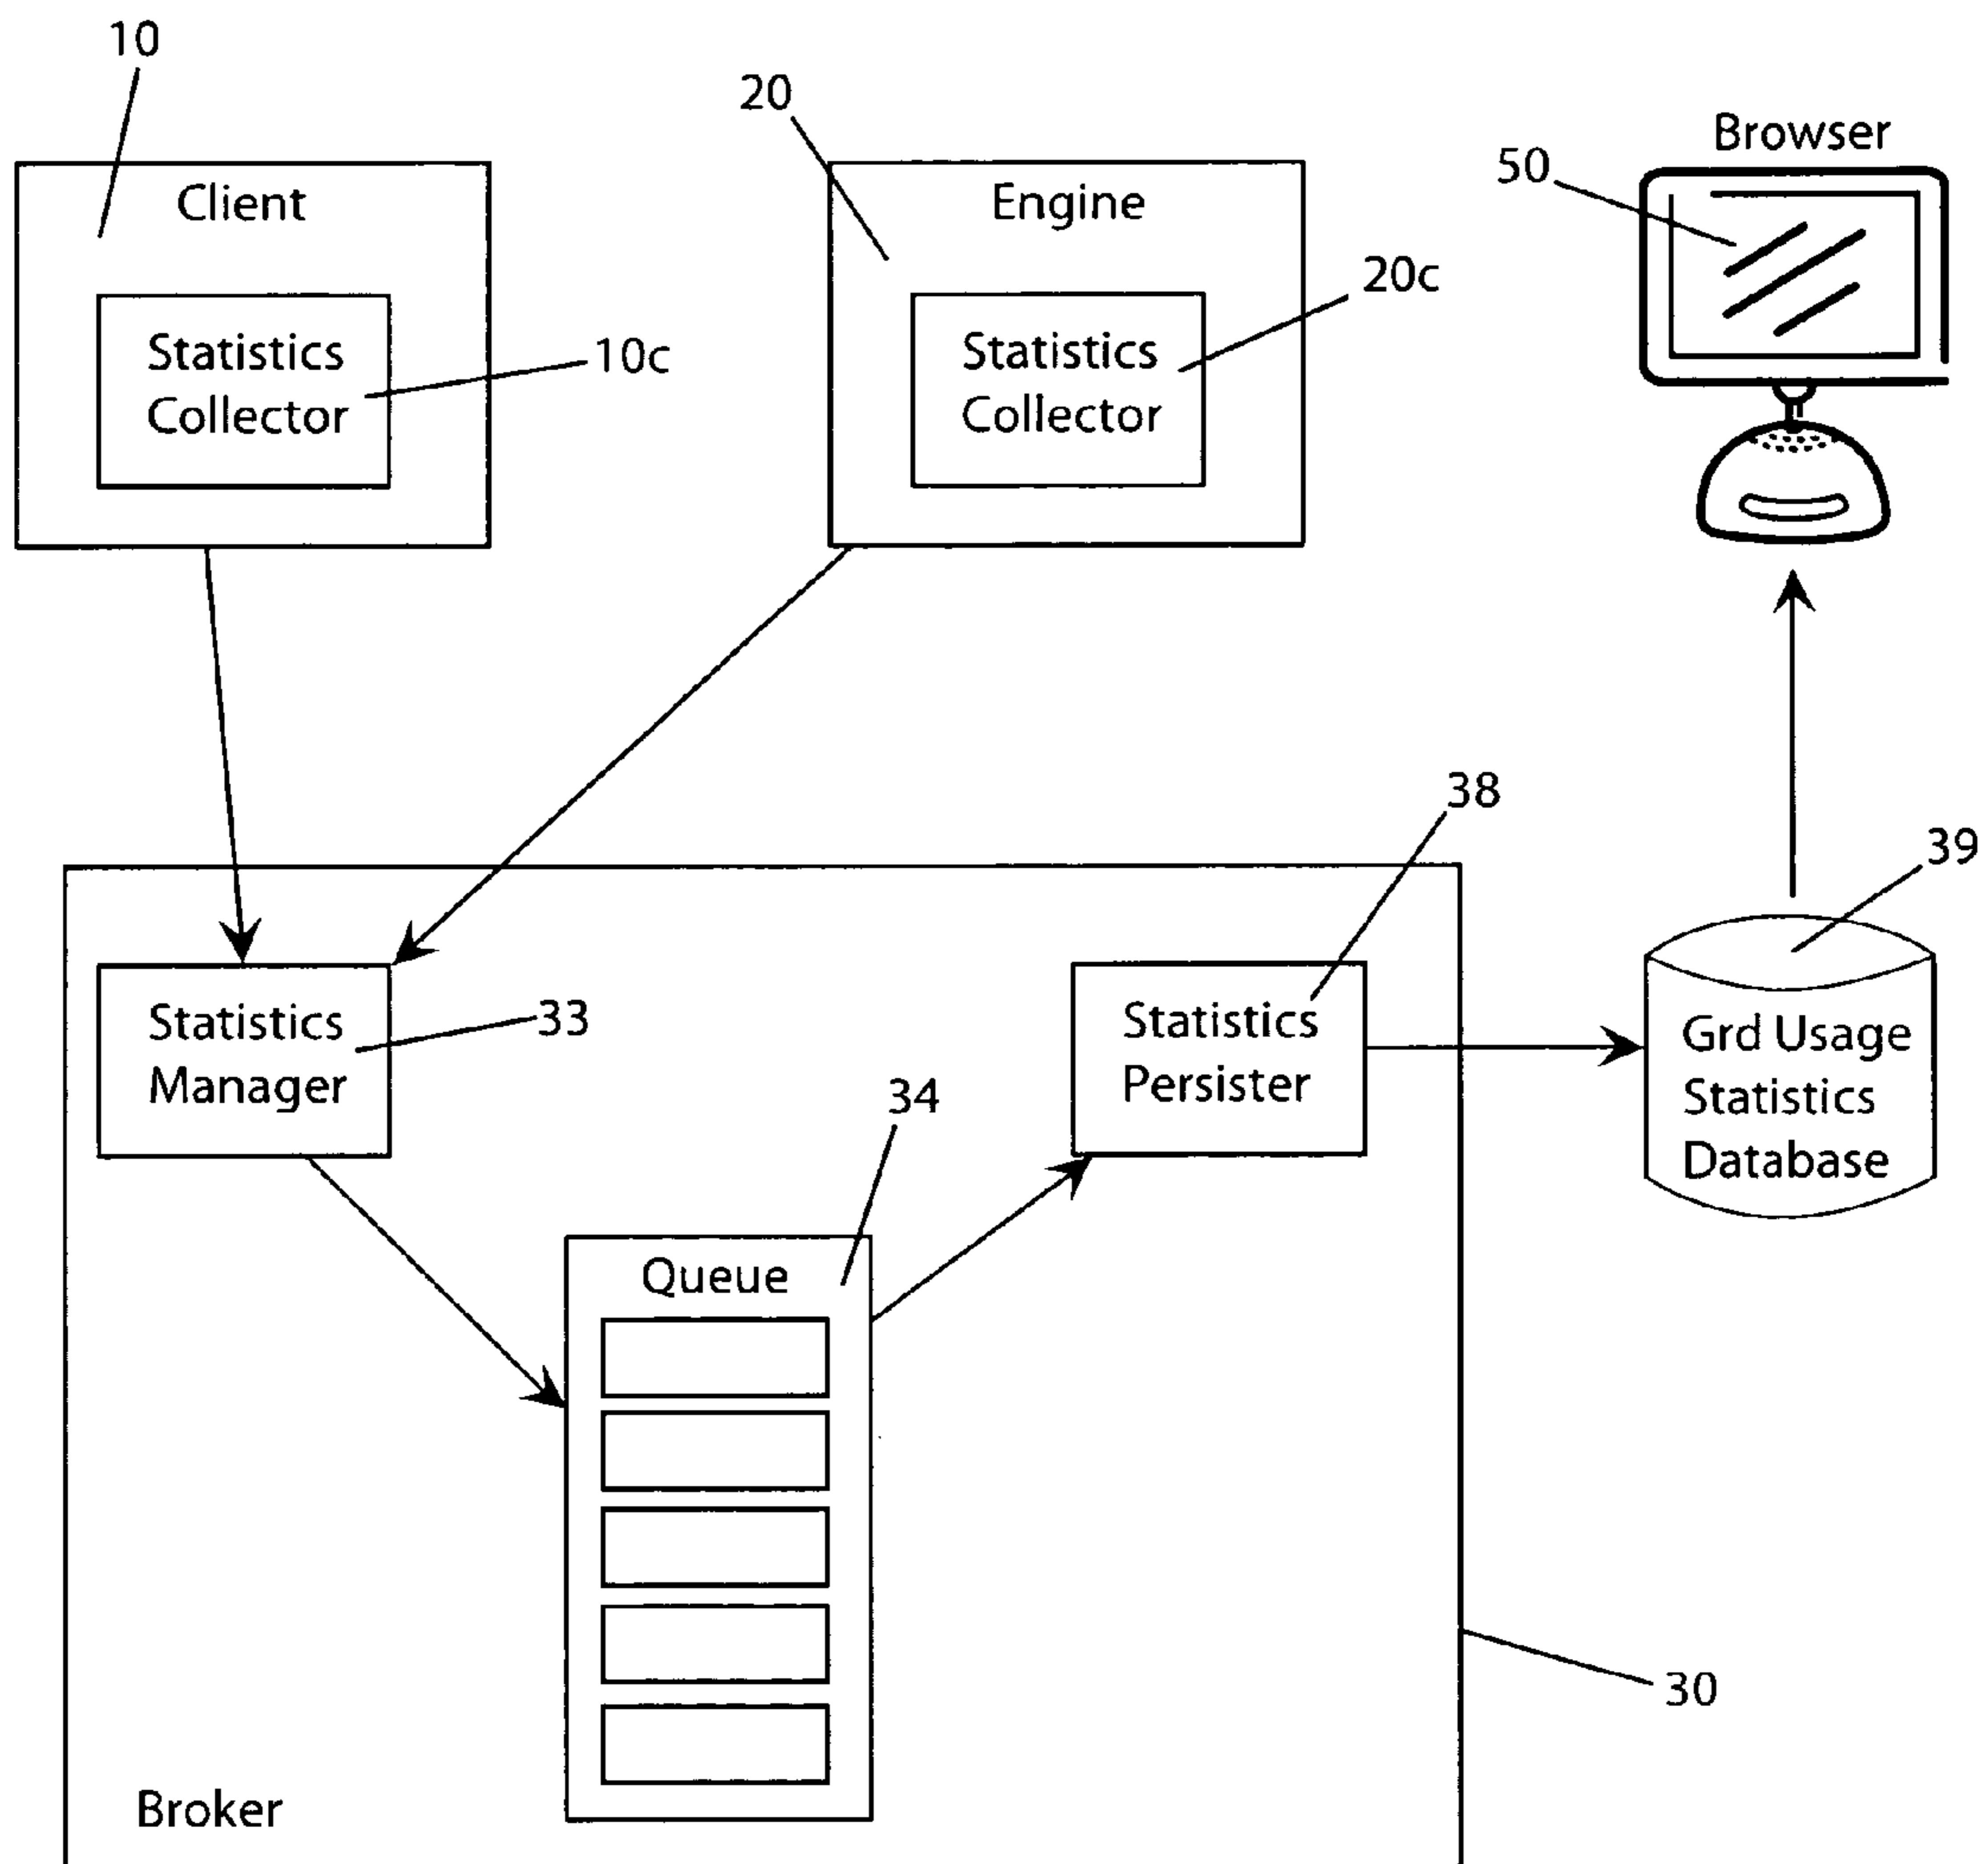 10
20
Browser
50
Client
Engine
20c
Statistics
Collector
10c
Statistics
Collector
38
39
Statistics
Manager
33
Statistics
Persister
Grd Usage
Statistics
Database
34
Queue
30
Broker